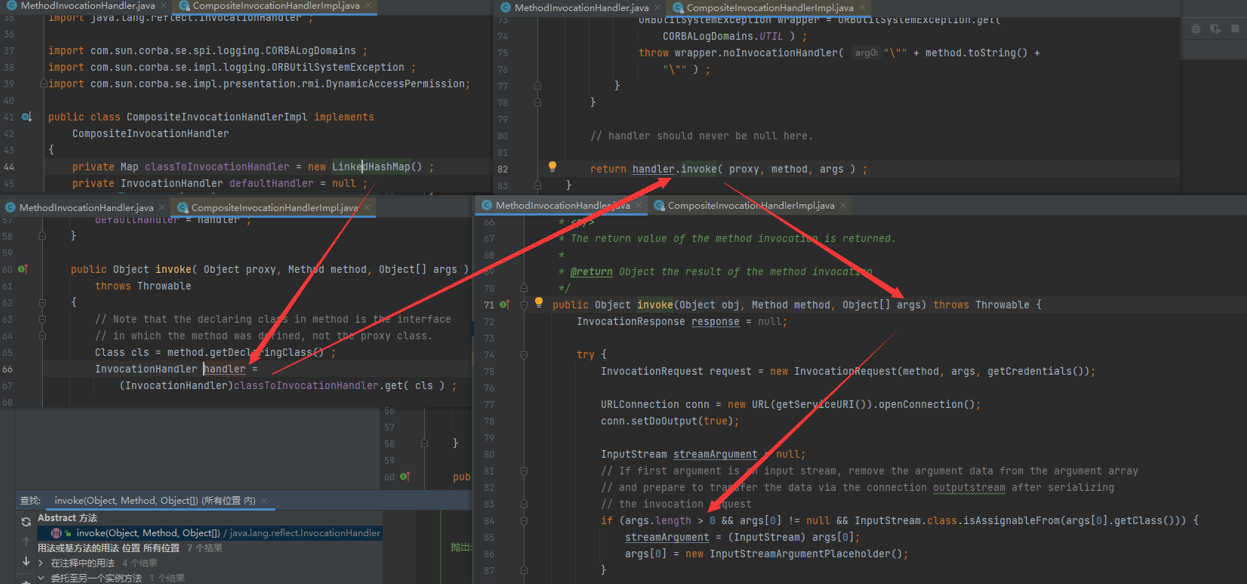 MethodInvocationHandler.java × CompositeInvocationHandlerImpl.java ×
35 import java.lang.reflect.InvocationHandler ;
36
37 import com.sun.corba.se.spi.logging.CORBALogDomains ;
38 import com.sun.corba.se.impl.logging.ORBUtilSystemException ;
39 import com.sun.corba.se.impl.presentation.rmi.DynamicAccessPermission;
40
41 public class CompositeInvocationHandlerImpl implements
42 CompositeInvocationHandler
43 {
44 private Map classToInvocationHandler = new LinkedHashMap() ;
45 private InvocationHandler defaultHandler = null ;
MethodInvocationHandler.java × CompositeInvocationHandlerImpl.java ×
73 ORBUtilSystemException wrapper = ORBUtilSystemException.get(
74 CORBALogDomains.UTIL ) ;
75 throw wrapper.noInvocationHandler( arg0: "\"" + method.toString() +
76 "\"" ) ;
77 }
78 }
79
80 // handler should never be null here.
81
82 return handler.invoke( proxy, method, args ) ;
83 }
MethodInvocationHandler.java × CompositeInvocationHandlerImpl.java ×
57 defaultHandler = handler ;
58 }
59
60 public Object invoke( Object proxy, Method method, Object[] args )
61 throws Throwable
62 {
63 // Note that the declaring class in method is the interface
64 // in which the method was defined, not the proxy class.
65 Class cls = method.getDeclaringClass() ;
66 InvocationHandler handler =
67 (InvocationHandler)classToInvocationHandler.get( cls ) ;
68
56
57
58 }
59
60 pub
查找: invoke(Object, Method, Object[]) (所有位置 内) ×
Abstract 方法
invoke(Object, Method, Object[]) / java.lang.reflect.InvocationHandler
用法或基方法的用法 位置 所有位置 7 个结果
在注释中的用法 4 个结果
委托至另一个实例方法 1 个结果
抛出
MethodInvocationHandler.java × CompositeInvocationHandlerImpl.java ×
66 * <p/>
67 * The return value of the method invocation is returned.
68 *
69 * @return Object the result of the method invocation
70 */
71 public Object invoke(Object obj, Method method, Object[] args) throws Throwable {
72 InvocationResponse response = null;
73
74 try {
75 InvocationRequest request = new InvocationRequest(method, args, getCredentials());
76
77 URLConnection conn = new URL(getServiceURI()).openConnection();
78 conn.setDoOutput(true);
79
80 InputStream streamArgument = null;
81 // If first argument is an input stream, remove the argument data from the argument array
82 // and prepare to transfer the data via the connection outputstream after serializing
83 // the invocation request
84 if (args.length > 0 && args[0] != null && InputStream.class.isAssignableFrom(args[0].getClass())) {
85 streamArgument = (InputStream) args[0];
86 args[0] = new InputStreamArgumentPlaceholder();
87 }